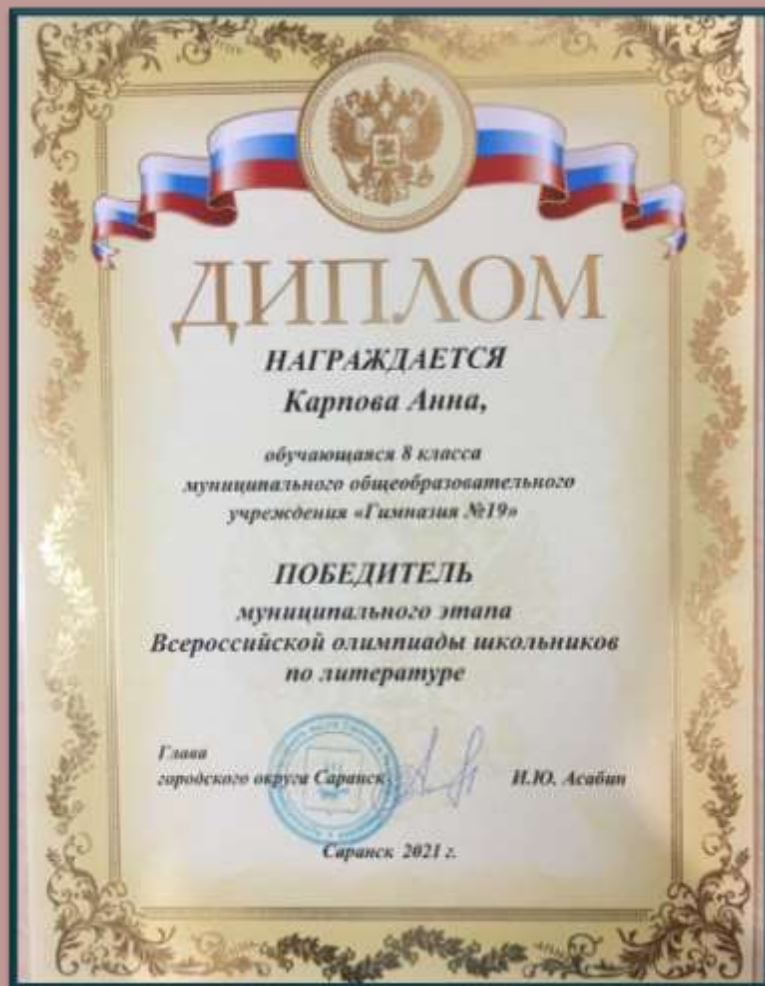 ДИПЛОМ
НАГРАЖДАЕТСЯ
Карпова Анна,
обучающаяся 8 класса
муниципального общеобразовательного
учреждения «Гимназия №19»
ПОБЕДИТЕЛЬ
муниципального этапа
Всероссийской олимпиады школьников
по литературе
Глава
городского округа Саранск
И.Ю. Асабин
Саранск 2021 г.